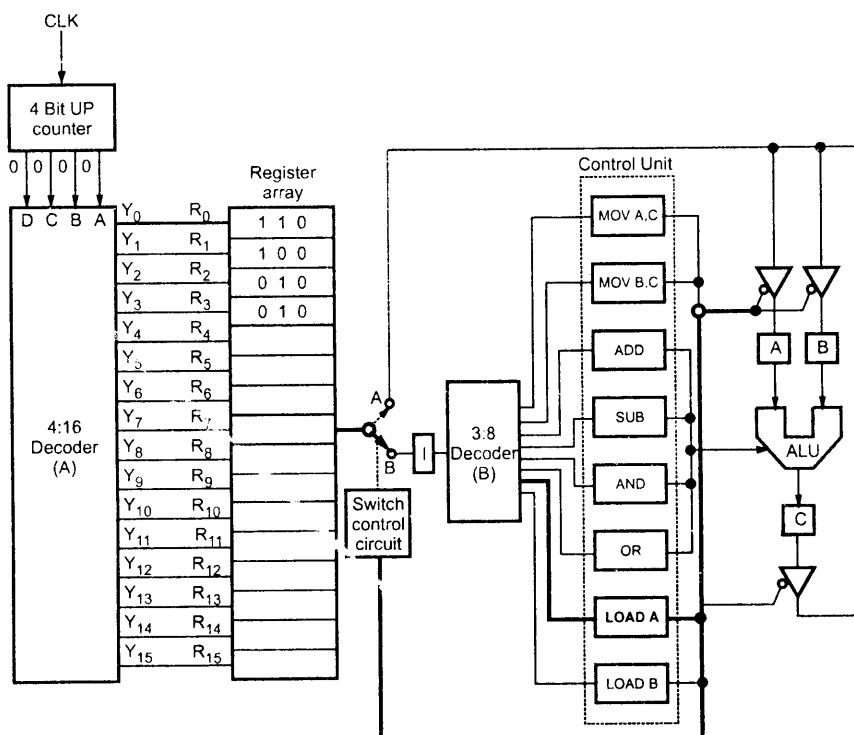 CLK
4 Bit UP
counter
0 0 0 0
D C B A
4:16
Decoder
(A)
Register
array
Y0 R0 1 1 0
Y1 R1 1 0 0
Y2 R2 0 1 0
Y3 R3 0 1 0
Y4 R4
Y5 R5
Y6 R6
Y7 R7
Y8 R8
Y9 R9
Y10 R10
Y11 R11
Y12 R12
Y13 R13
Y14 R14
Y15 R15
A
B
I
Switch
control
circuit
3:8
Decoder
(B)
Control Unit
MOV A,C
MOV B,C
ADD
SUB
AND
OR
LOAD A
LOAD B
A
B
ALU
C